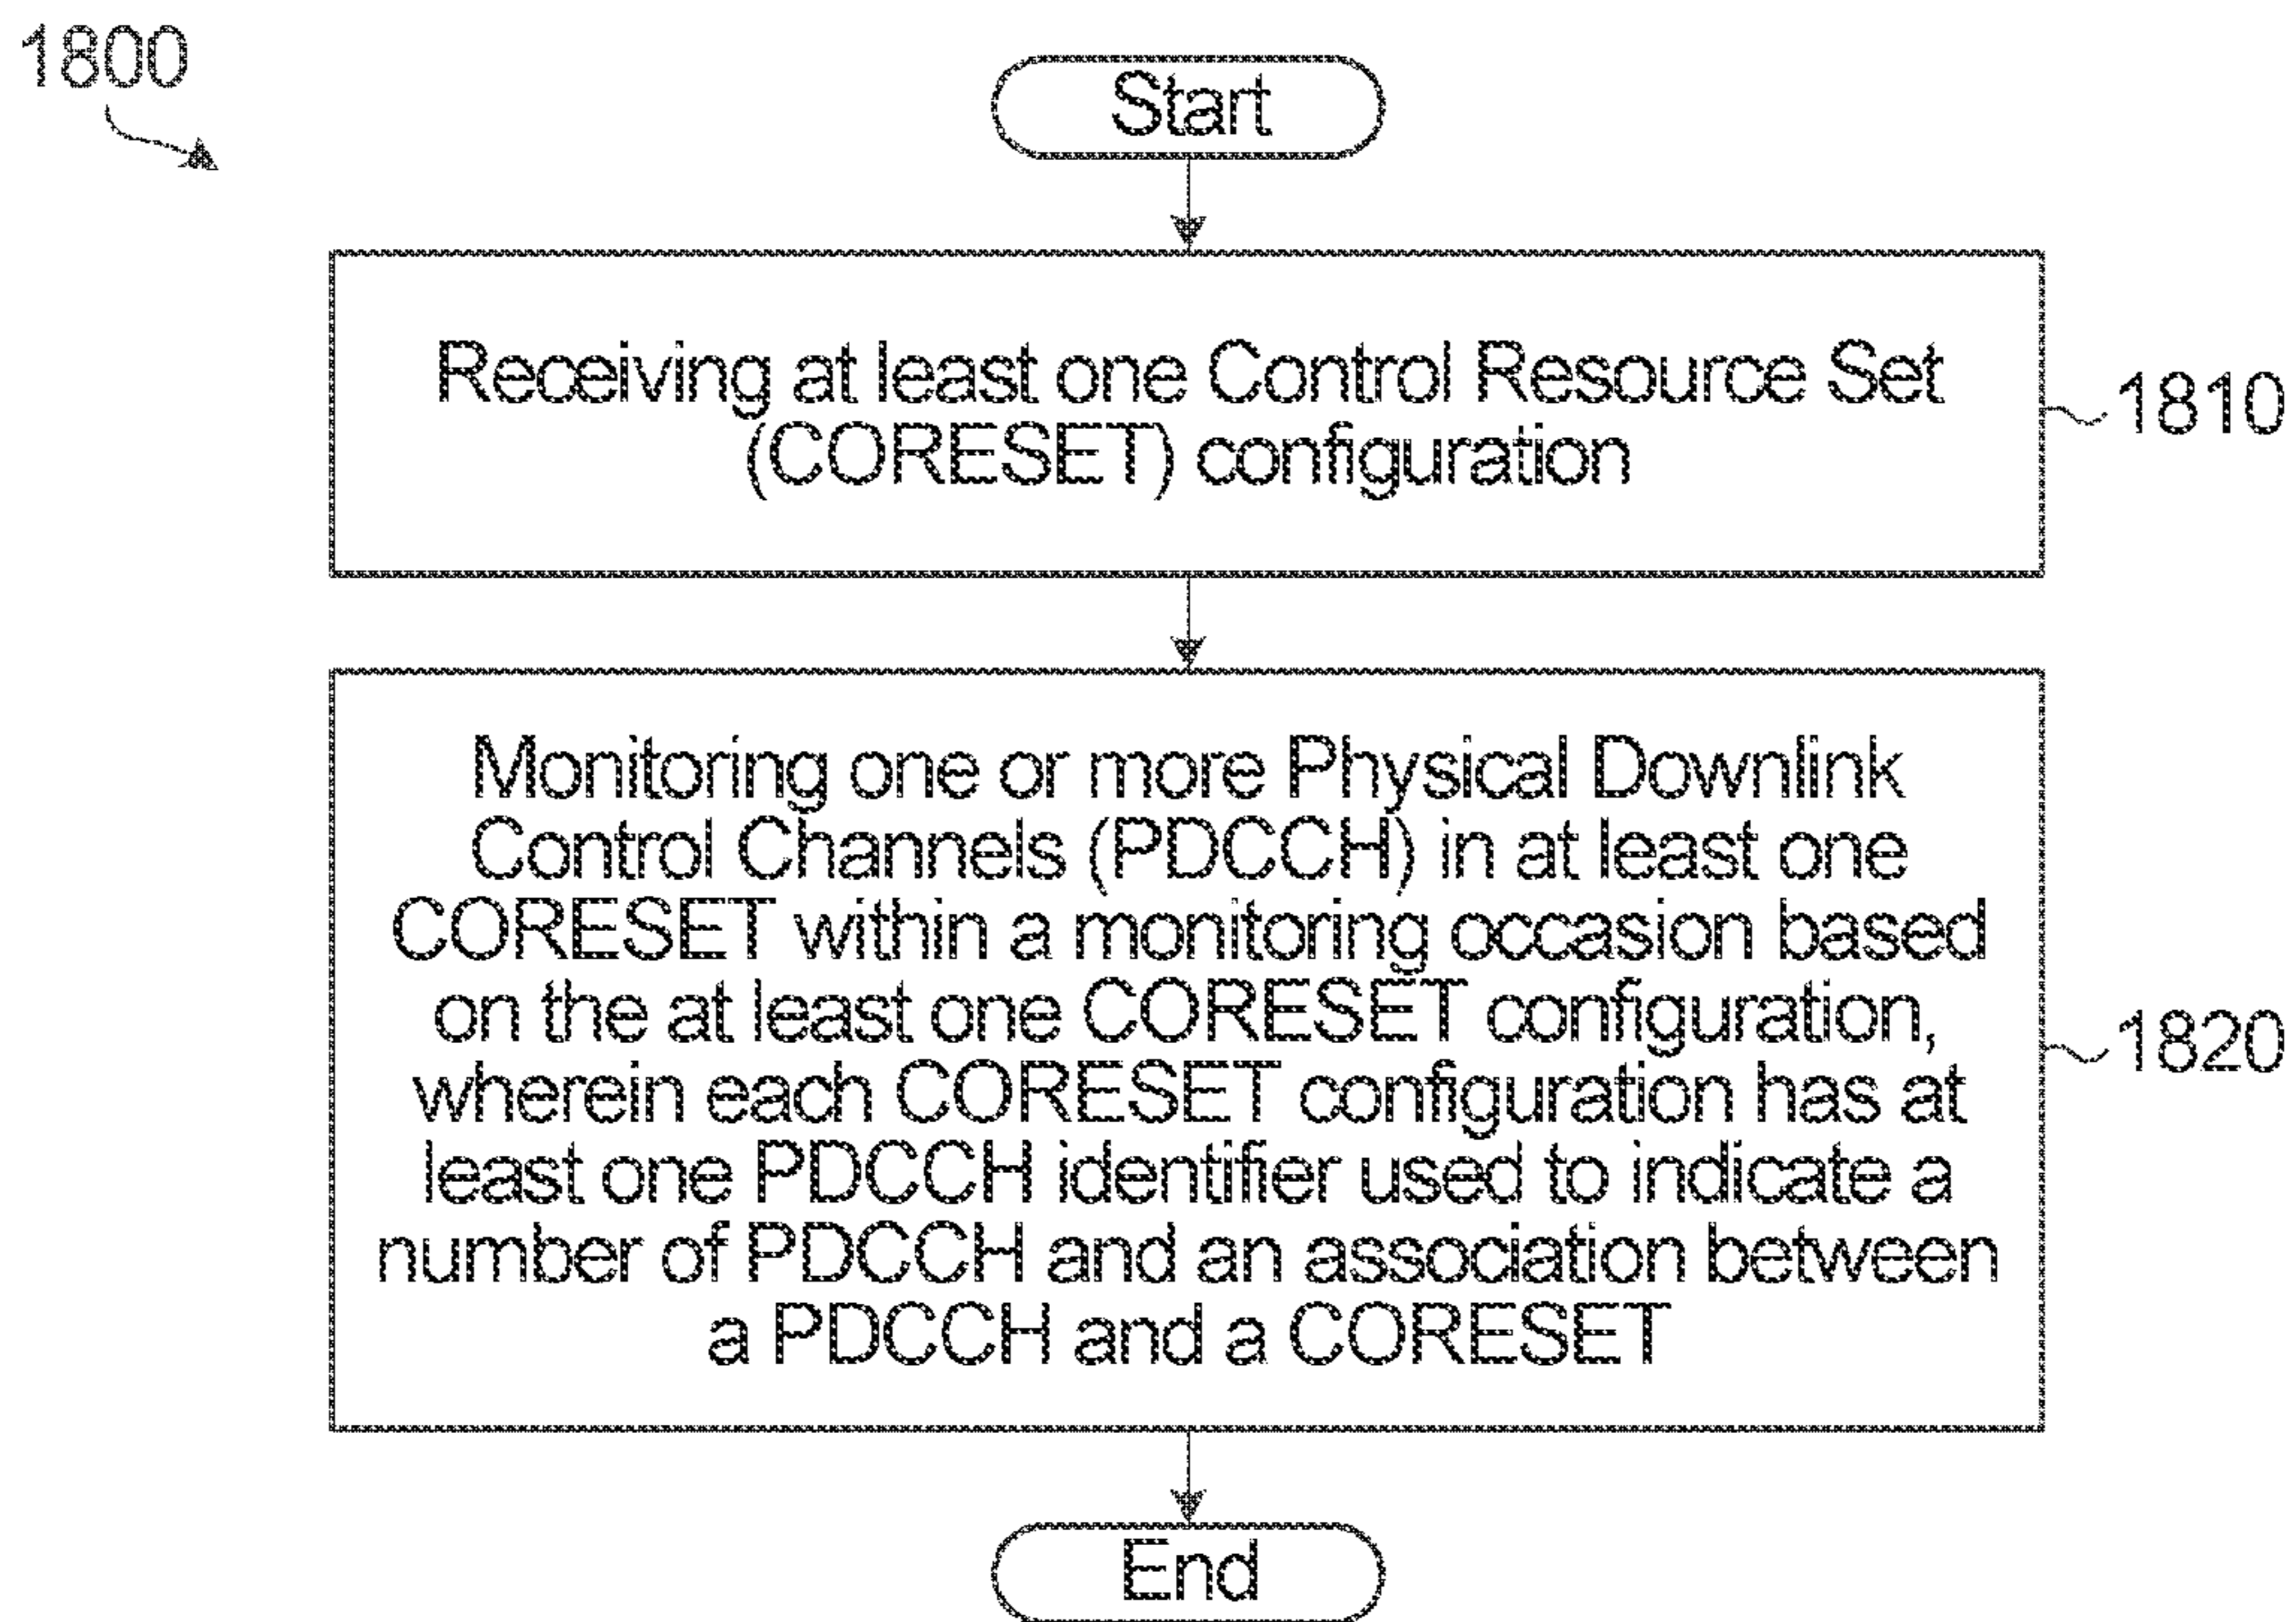 1800
Start
Receiving at least one Control Resource Set
(CORESET) configuration
1810
Monitoring one or more Physical Downlink
Control Channels (PDCCH) in at least one
CORESET within a monitoring occasion based
on the at least one CORESET configuration,
wherein each CORESET configuration has at
least one PDCCH identifier used to indicate a
number of PDCCH and an association between
a PDCCH and a CORESET
1820
End